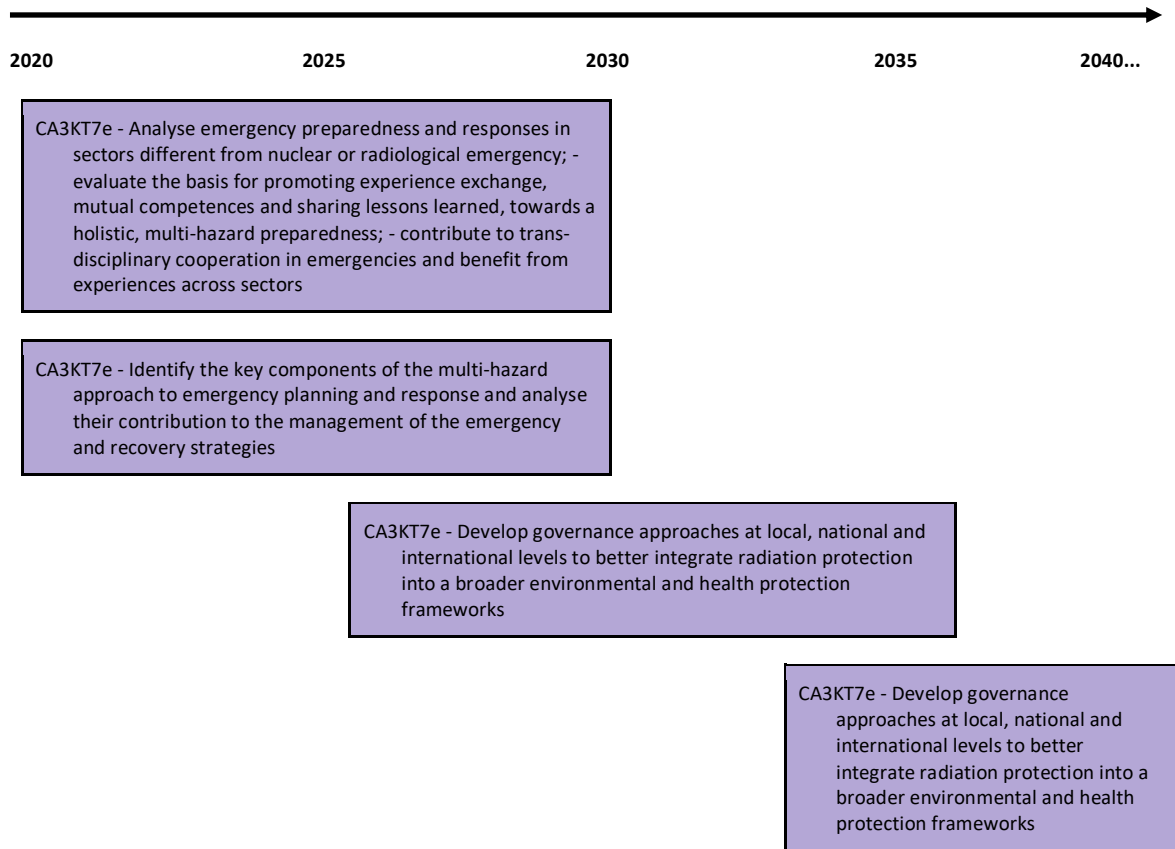 2020 2025 2030 2035 2040...
CA3KT7e - Analyse emergency preparedness and responses in
sectors different from nuclear or radiological emergency; -
evaluate the basis for promoting experience exchange,
mutual competences and sharing lessons learned, towards a
holistic, multi-hazard preparedness; - contribute to trans-
disciplinary cooperation in emergencies and benefit from
experiences across sectors
CA3KT7e - Identify the key components of the multi-hazard
approach to emergency planning and response and analyse
their contribution to the management of the emergency
and recovery strategies
CA3KT7e - Develop governance approaches at local, national and
international levels to better integrate radiation protection
into a broader environmental and health protection
frameworks
CA3KT7e - Develop governance
approaches at local, national and
international levels to better
integrate radiation protection into a
broader environmental and health
protection frameworks